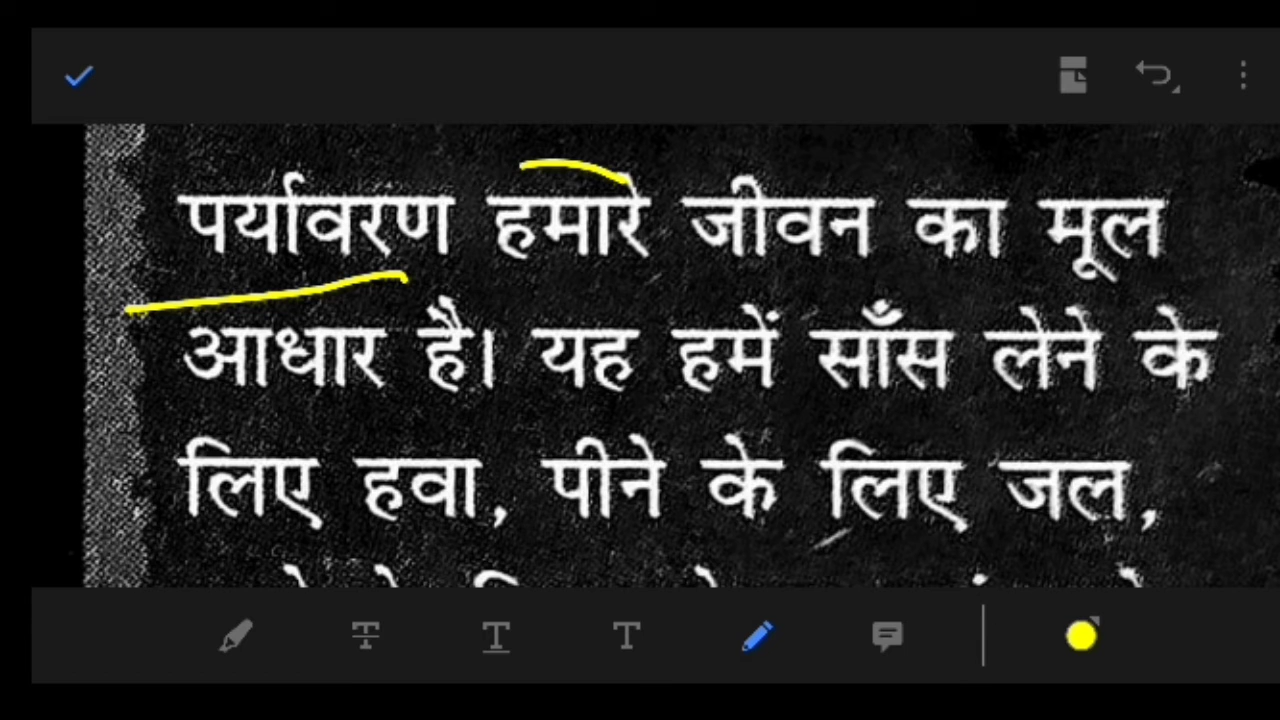 पर्यावरण हमारे जीवन का मूल
आधार है। यह हमें साँस लेने के
लिए हवा, पीने के लिए जल,